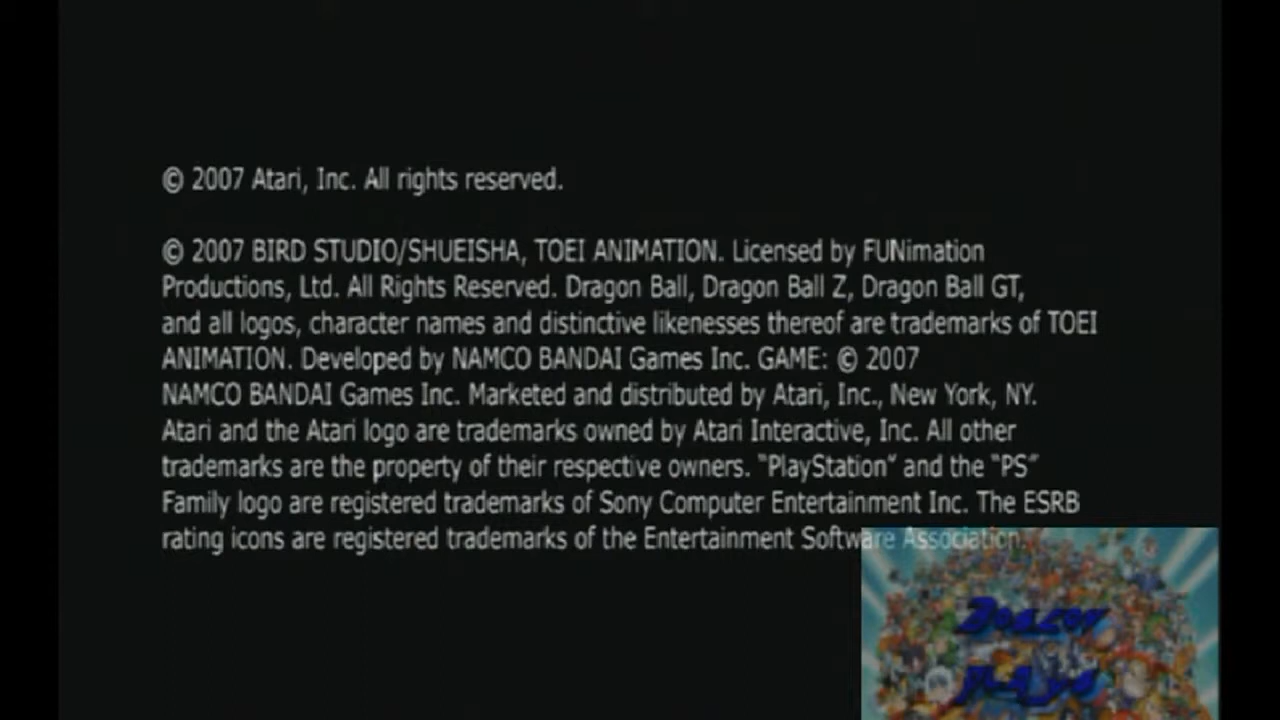 © 2007 Atari, Inc. All rights reserved.
© 2007 BIRD STUDIO/SHUEISHA, TOEI ANIMATION. Licensed by FUNimation
Productions, Ltd. All Rights Reserved. Dragon Ball, Dragon Ball Z, Dragon Ball GT,
and all logos, character names and distinctive likenesses thereof are trademarks of TOEI
ANIMATION. Developed by NAMCO BANDAI Games Inc. GAME: © 2007
NAMCO BANDAI Games Inc. Marketed and distributed by Atari, Inc., New York, NY.
Atari and the Atari logo are trademarks owned by Atari Interactive, Inc. All other
trademarks are the property of their respective owners. "PlayStation" and the "PS"
Family logo are registered trademarks of Sony Computer Entertainment Inc. The ESRB
rating icons are registered trademarks of the Entertainment Software Association.
Plays